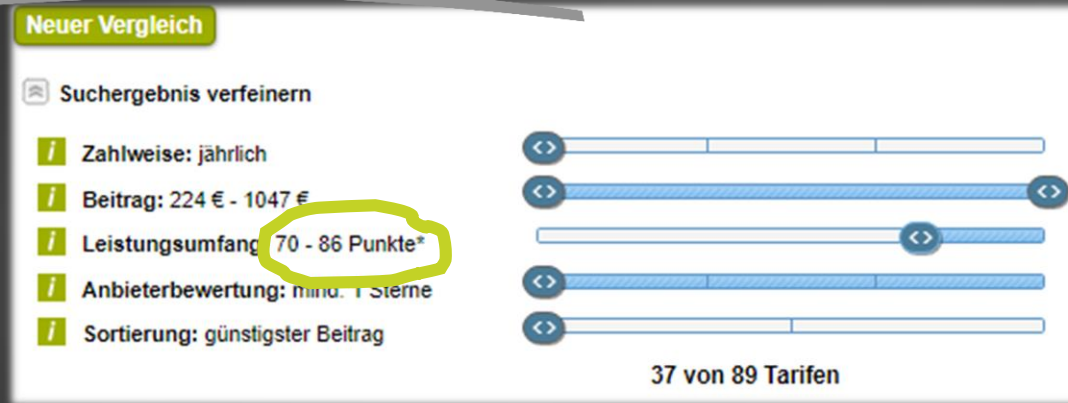 Neuer Vergleich
Suchergebnis verfeinern
i Zahlweise: jährlich
i Beitrag: 224 € - 1047 €
i Leistungsumfang 70 - 86 Punkte*
i Anbieterbewertung: mind. 1 Sterne
i Sortierung: günstigster Beitrag
37 von 89 Tarifen